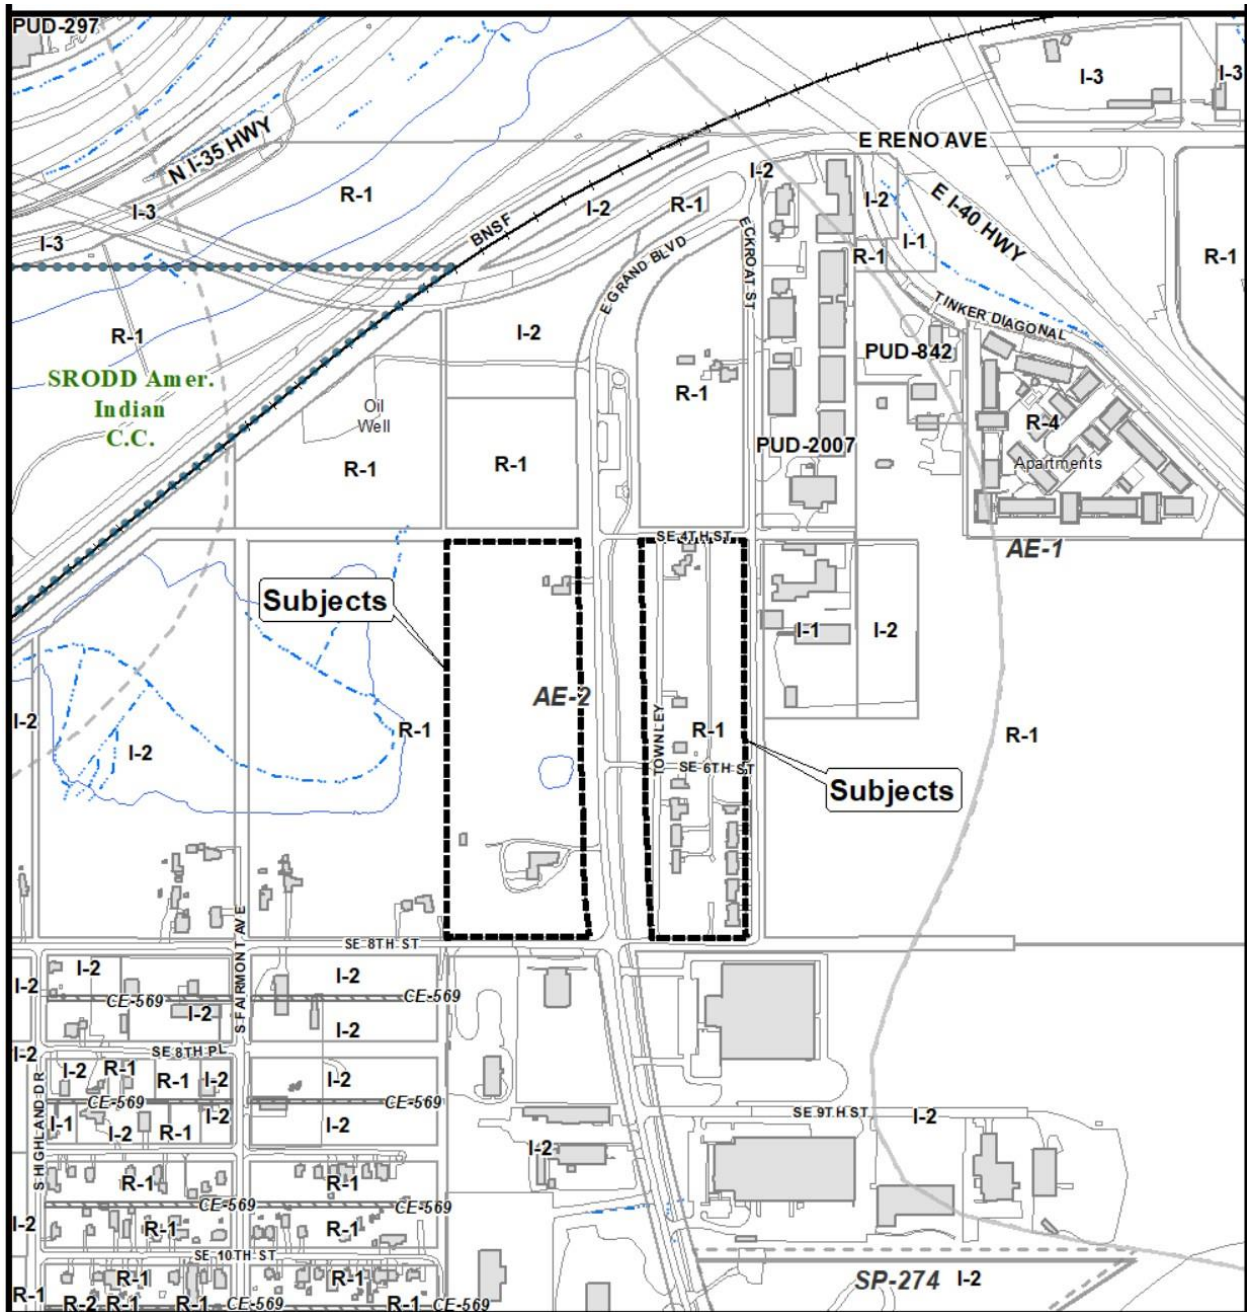 PUD-297
I-3
I-3
E RENO AVE
N I-35 HWY
I-2
R-1
I-2
I-2
R-1
I-3
E I-40 HWY
I-1
BNSF
I-3
ECKROAT ST
R-1
R-1
E GRAND BLVD
TINKER DIAGONAL
R-1
I-2
PUD-842
SRODD Amer.
Indian
C.C.
R-1
Oil
Well
R-4
PUD-2007
Apartments
R-1
R-1
SE 4TH ST
AE-1
Subjects
I-1
I-2
AE-2
I-2
R-1
R-1
R-1
I-2
TOWNLEY
SE 6TH ST
Subjects
S FAIRMONT AVE
SE 8TH ST
I-2
I-2
I-2
CE-569
CE-569
I-2
I-2
I-2
SE 8TH PL
I-2
R-1
R-1
I-2
I-2
CE-569
CE-569
S HIGHLAND DR
I-1
I-2
R-1
I-2
I-2
SE 9TH ST
I-2
I-2
R-1
R-1
CE-569
CE-569
I-2
R-1
R-1
SE 10TH ST
R-1
R-1
SP-274
I-2
R-1
R-2
R-1
R-1
CE-569
R-1
CE-569